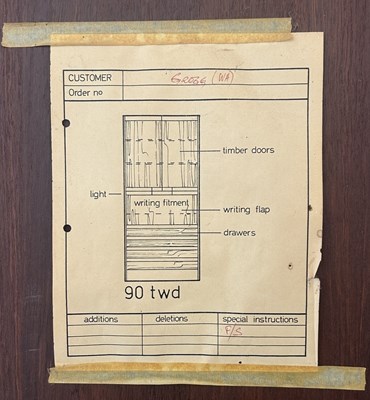 CUSTOMER GREGG (WA)
Order no
timber doors
light
writing fitment
writing flap
drawers
90 twd
additions deletions special instructions
F/S